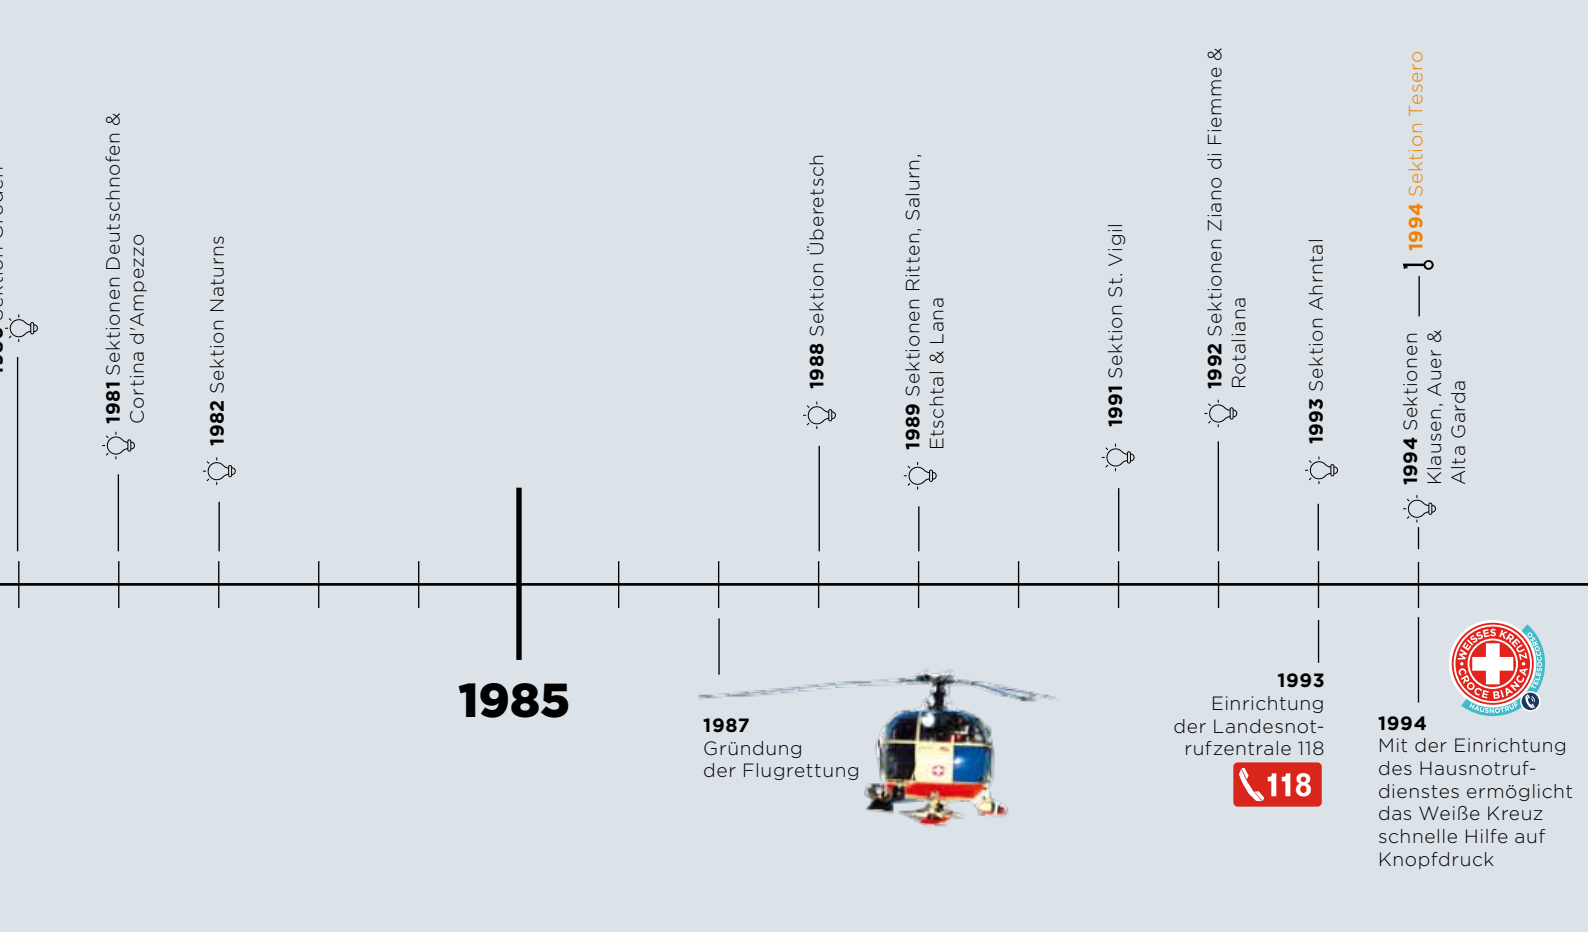 1981 Sektionen Deutschnofen &
Cortina d'Ampezzo
1982 Sektion Naturns
1988 Sektion Überetsch
1989 Sektionen Ritten, Salurn,
Etschtal & Lana
1991 Sektion St. Vigil
1992 Sektionen Ziano di Fiemme &
Rotaliana
1993 Sektion Ahrntal
1994 Sektion Tesero
1994 Sektionen
Klausen, Auer &
Alta Garda
1985
1987
Gründung
der Flugrettung
1993
Einrichtung
der Landesnot-
rufzentrale 118
118
WEISSES KREUZ
CROCE BIANCA
HAUSNOTRUF
TELESOCCORSO
1994
Mit der Einrichtung
des Hausnotruf-
dienstes ermöglicht
das Weiße Kreuz
schnelle Hilfe auf
Knopfdruck